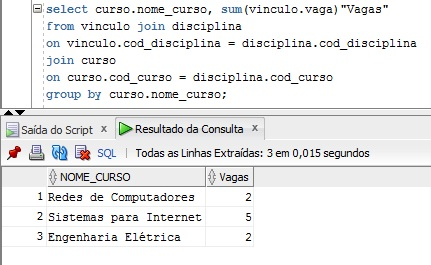 select curso.nome_curso, sum(vinculo.vaga)"Vagas"
from vinculo join disciplina
on vinculo.cod_disciplina = disciplina.cod_disciplina
join curso
on curso.cod_curso = disciplina.cod_curso
group by curso.nome_curso;
Saída do Script x Resultado da Consulta x
SQL | Todas as Linhas Extraídas: 3 em 0,015 segundos
NOME_CURSO Vagas
1 Redes de Computadores 2
2 Sistemas para Internet 5
3 Engenharia Elétrica 2